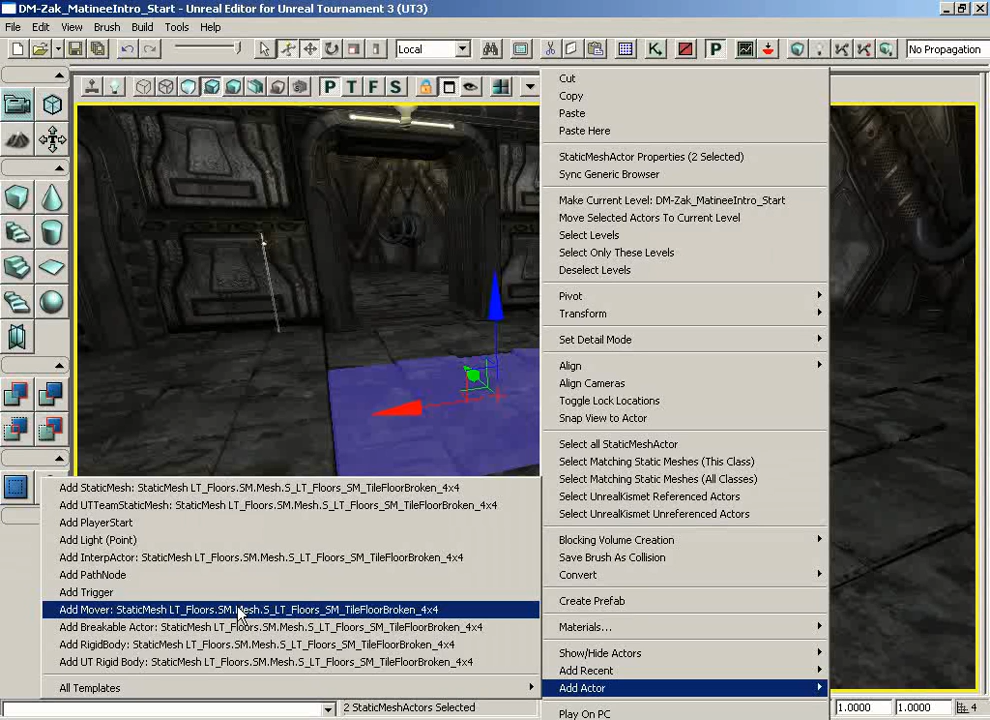 DM-Zak_MatineeIntro_Start - Unreal Editor for Unreal Tournament 3 (UT3)
File Edit View Brush Build Tools Help
Local K P No Propagation
P T F S
Cut
Copy
Paste
Paste Here
StaticMeshActor Properties (2 Selected)
Sync Generic Browser
Make Current Level: DM-Zak_MatineeIntro_Start
Move Selected Actors To Current Level
Select Levels
Select Only These Levels
Deselect Levels
Pivot
Transform
Set Detail Mode
Align
Align Cameras
Toggle Lock Locations
Snap View to Actor
Select all StaticMeshActor
Select Matching Static Meshes (This Class)
Select Matching Static Meshes (All Classes)
Select UnrealKismet Referenced Actors
Select UnrealKismet Unreferenced Actors
Blocking Volume Creation
Save Brush As Collision
Convert
Create Prefab
Materials...
Show/Hide Actors
Add Recent
Add Actor
Play On PC
Add StaticMesh: StaticMesh LT_Floors.SM.Mesh.S_LT_Floors_SM_TileFloorBroken_4x4
Add UTTeamStaticMesh: StaticMesh LT_Floors.SM.Mesh.S_LT_Floors_SM_TileFloorBroken_4x4
Add PlayerStart
Add Light (Point)
Add InterpActor: StaticMesh LT_Floors.SM.Mesh.S_LT_Floors_SM_TileFloorBroken_4x4
Add PathNode
Add Trigger
Add Mover: StaticMesh LT_Floors.SM.Mesh.S_LT_Floors_SM_TileFloorBroken_4x4
Add Breakable Actor: StaticMesh LT_Floors.SM.Mesh.S_LT_Floors_SM_TileFloorBroken_4x4
Add RigidBody: StaticMesh LT_Floors.SM.Mesh.S_LT_Floors_SM_TileFloorBroken_4x4
Add UT Rigid Body: StaticMesh LT_Floors.SM.Mesh.S_LT_Floors_SM_TileFloorBroken_4x4
All Templates
2 StaticMeshActors Selected 1.0000 1.0000 4